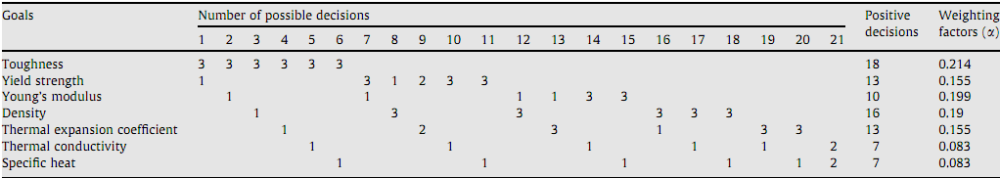 Goals Number of possible decisions Positive Weighting
decisions factors (α)
1 2 3 4 5 6 7 8 9 10 11 12 13 14 15 16 17 18 19 20 21
Toughness 3 3 3 3 3 3 18 0.214
Yield strength 1 3 1 2 3 3 13 0.155
Young's modulus 1 1 1 1 3 3 10 0.199
Density 1 3 3 3 3 3 16 0.19
Thermal expansion coefficient 1 2 3 1 3 3 13 0.155
Thermal conductivity 1 1 1 1 1 2 7 0.083
Specific heat 1 1 1 1 1 2 7 0.083